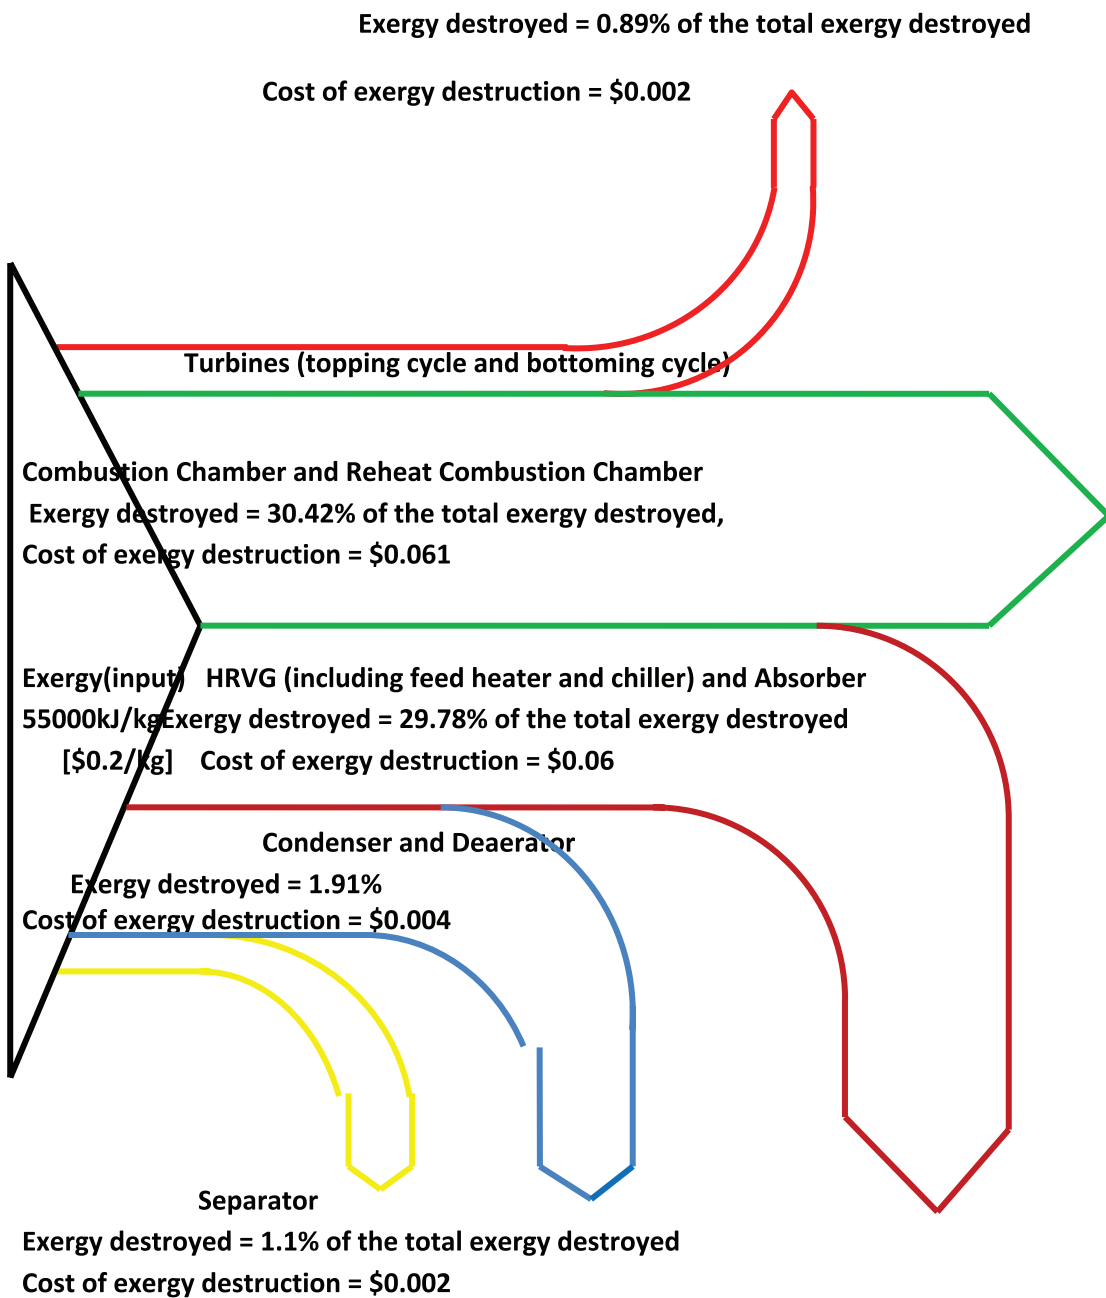 Exergy destroyed = 0.89% of the total exergy destroyed
Cost of exergy destruction = $0.002
Turbines (topping cycle and bottoming cycle)
Combustion Chamber and Reheat Combustion Chamber
Exergy destroyed = 30.42% of the total exergy destroyed,
Cost of exergy destruction = $0.061
Exergy(input) HRVG (including feed heater and chiller) and Absorber
55000kJ/kgExergy destroyed = 29.78% of the total exergy destroyed
[$0.2/kg] Cost of exergy destruction = $0.06
Condenser and Deaerator
Exergy destroyed = 1.91%
Cost of exergy destruction = $0.004
Separator
Exergy destroyed = 1.1% of the total exergy destroyed
Cost of exergy destruction = $0.002